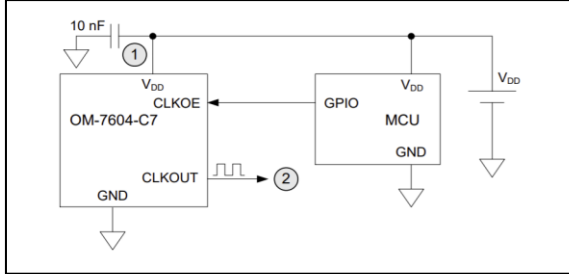 10 nF
1
VDD
VDD
VDD
CLKOE
GPIO
OM-7604-C7
MCU
GND
CLKOUT
2
GND